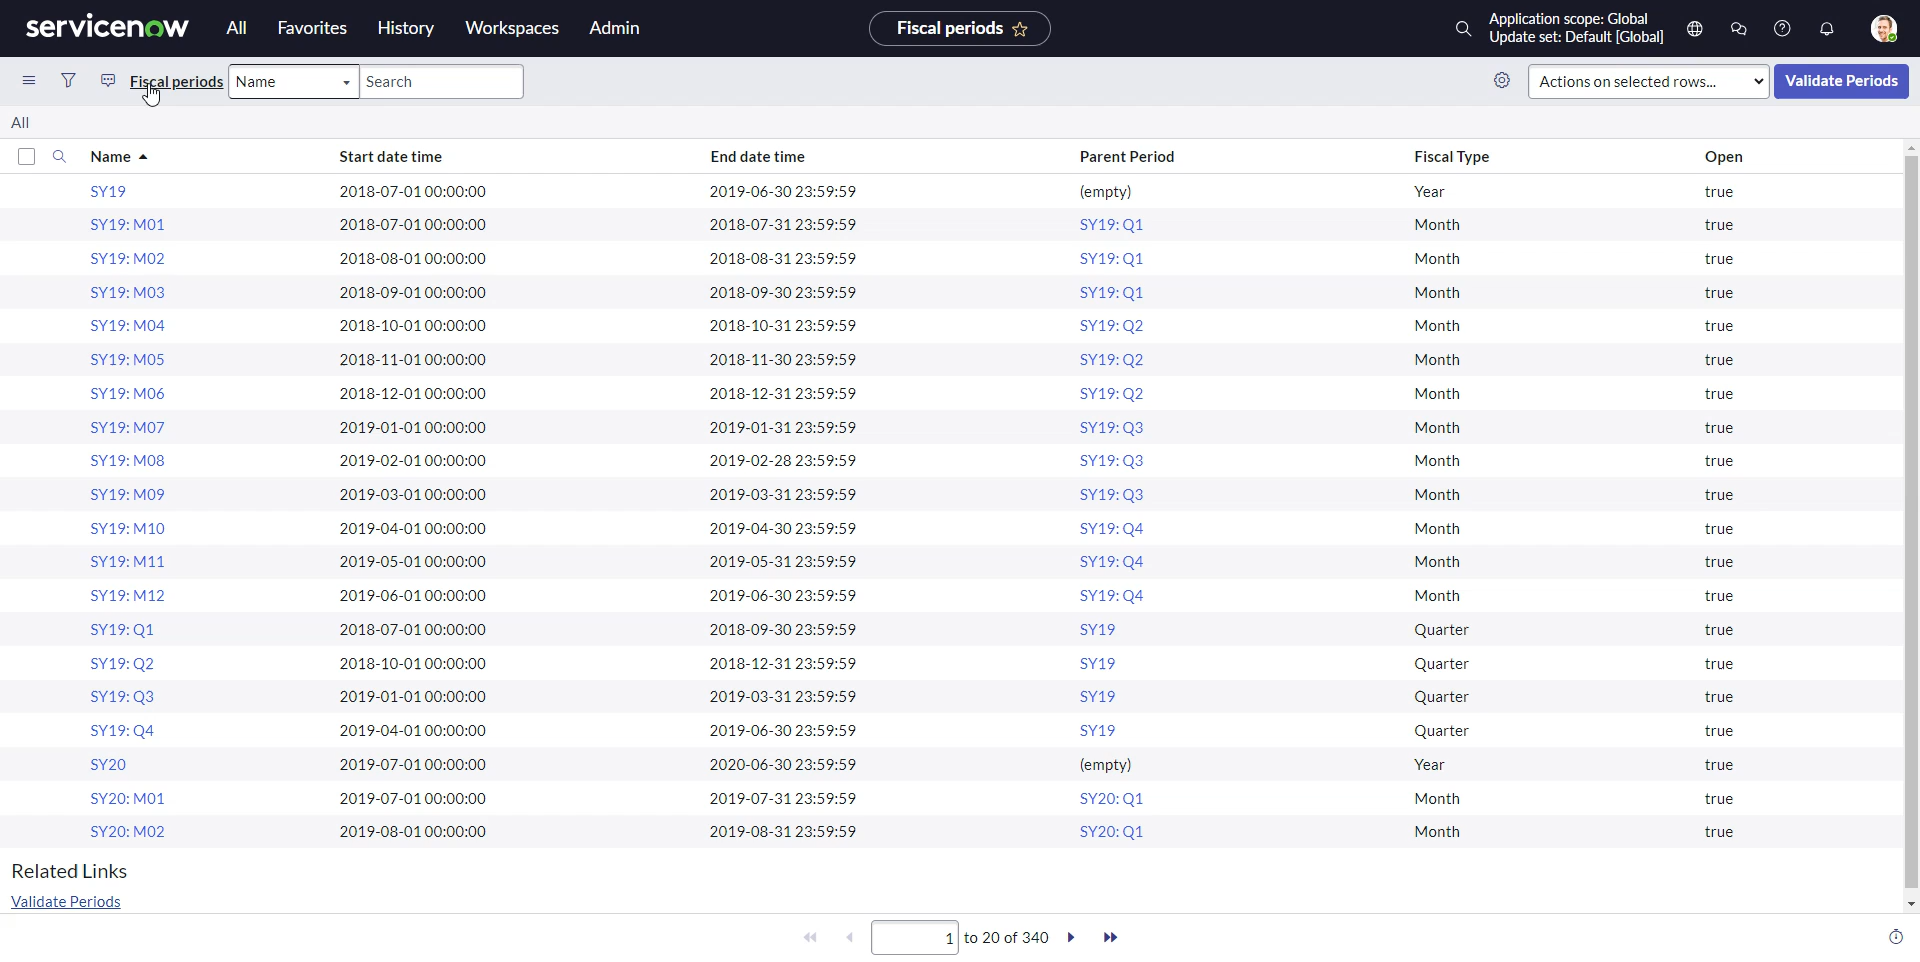 servicenow All Favorites History Workspaces Admin Fiscal periods Application scope: Global
Update set: Default [Global]
Fiscal periods Name Search Actions on selected rows... Validate Periods
All
Name Start date time End date time Parent Period Fiscal Type Open
SY19 2018-07-01 00:00:00 2019-06-30 23:59:59 (empty) Year true
SY19: M01 2018-07-01 00:00:00 2018-07-31 23:59:59 SY19: Q1 Month true
SY19: M02 2018-08-01 00:00:00 2018-08-31 23:59:59 SY19: Q1 Month true
SY19: M03 2018-09-01 00:00:00 2018-09-30 23:59:59 SY19: Q1 Month true
SY19: M04 2018-10-01 00:00:00 2018-10-31 23:59:59 SY19: Q2 Month true
SY19: M05 2018-11-01 00:00:00 2018-11-30 23:59:59 SY19: Q2 Month true
SY19: M06 2018-12-01 00:00:00 2018-12-31 23:59:59 SY19: Q2 Month true
SY19: M07 2019-01-01 00:00:00 2019-01-31 23:59:59 SY19: Q3 Month true
SY19: M08 2019-02-01 00:00:00 2019-02-28 23:59:59 SY19: Q3 Month true
SY19: M09 2019-03-01 00:00:00 2019-03-31 23:59:59 SY19: Q3 Month true
SY19: M10 2019-04-01 00:00:00 2019-04-30 23:59:59 SY19: Q4 Month true
SY19: M11 2019-05-01 00:00:00 2019-05-31 23:59:59 SY19: Q4 Month true
SY19: M12 2019-06-01 00:00:00 2019-06-30 23:59:59 SY19: Q4 Month true
SY19: Q1 2018-07-01 00:00:00 2018-09-30 23:59:59 SY19 Quarter true
SY19: Q2 2018-10-01 00:00:00 2018-12-31 23:59:59 SY19 Quarter true
SY19: Q3 2019-01-01 00:00:00 2019-03-31 23:59:59 SY19 Quarter true
SY19: Q4 2019-04-01 00:00:00 2019-06-30 23:59:59 SY19 Quarter true
SY20 2019-07-01 00:00:00 2020-06-30 23:59:59 (empty) Year true
SY20: M01 2019-07-01 00:00:00 2019-07-31 23:59:59 SY20: Q1 Month true
SY20: M02 2019-08-01 00:00:00 2019-08-31 23:59:59 SY20: Q1 Month true
Related Links
Validate Periods
1 to 20 of 340